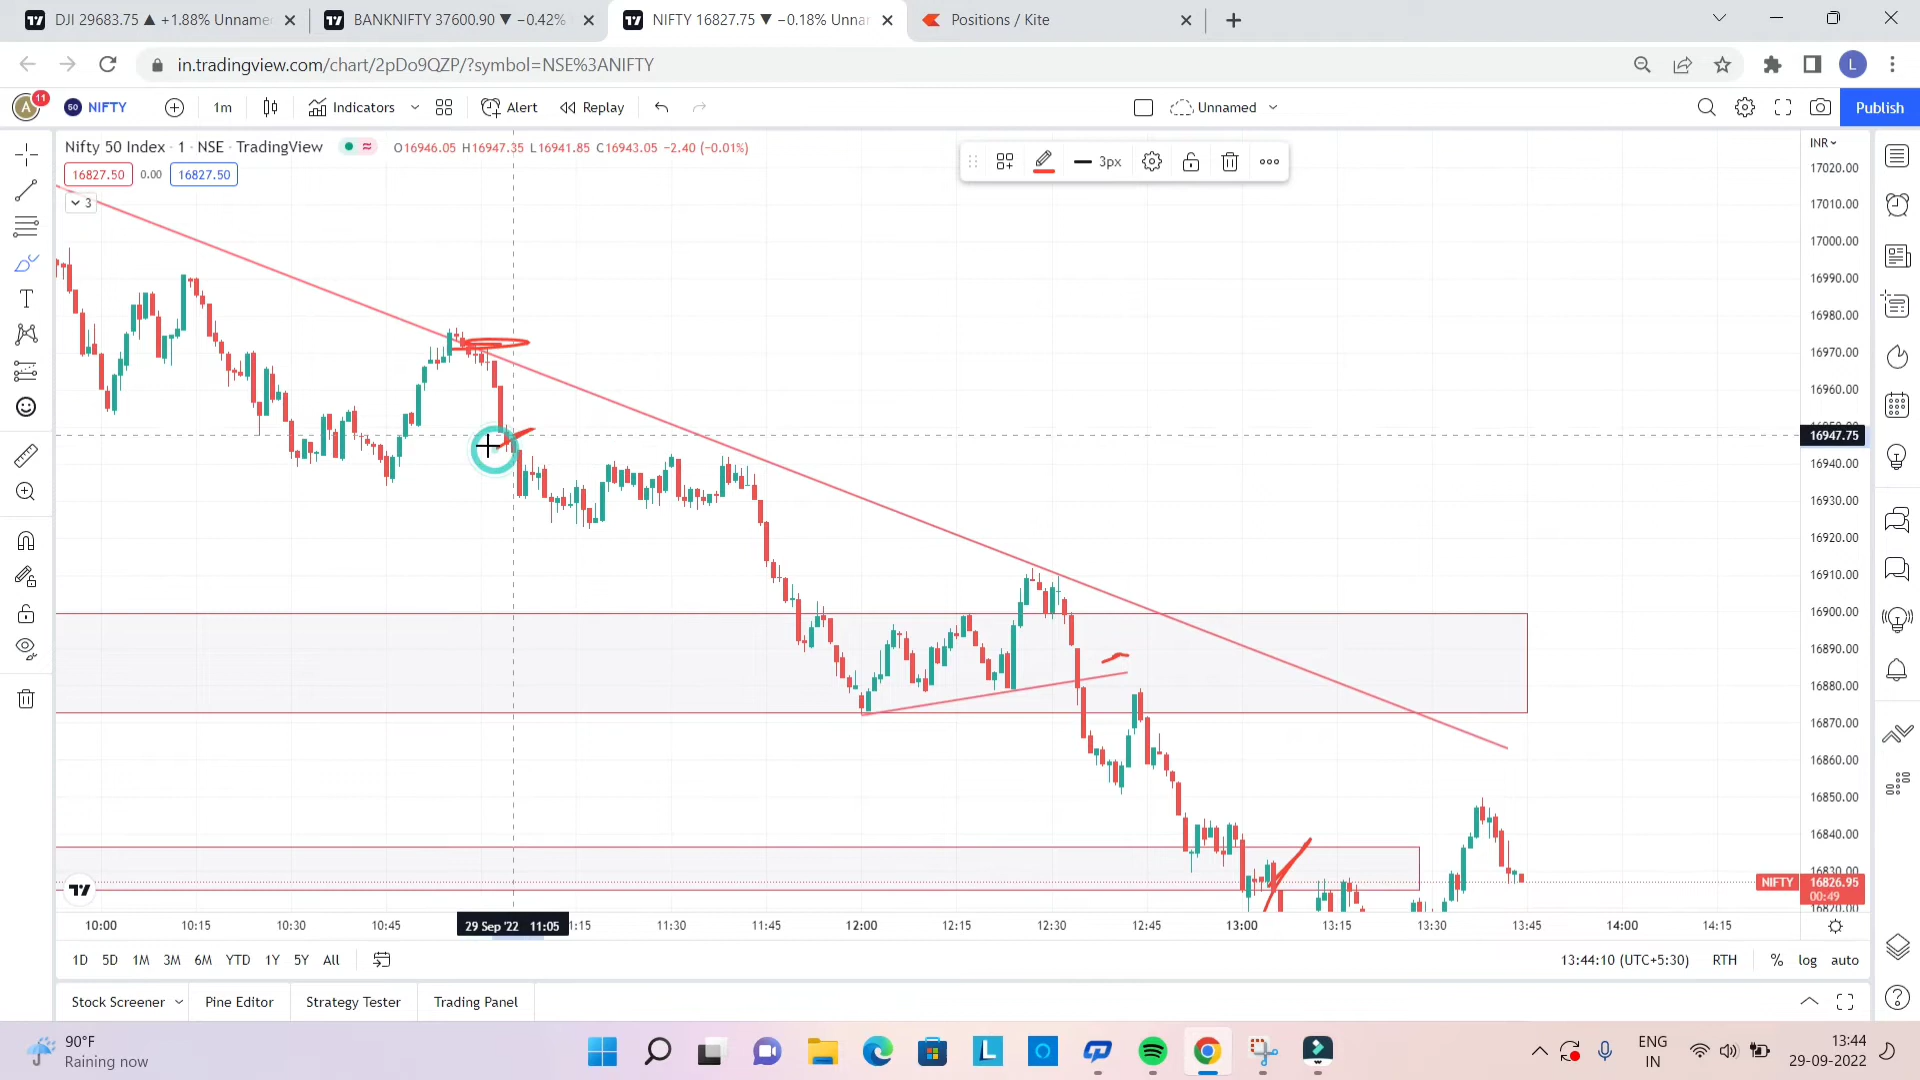 DJI 29683.75 ▲ +1.88% Unname
BANKNIFTY 37600.90 ▼ −0.42%
NIFTY 16827.75 ▼ −0.18% Unna
Positions / Kite
in.tradingview.com/chart/2pDo9QZP/?symbol=NSE%3ANIFTY
L
A
11
50 NIFTY
1m
Indicators
Alert
Replay
Unnamed
Publish
Nifty 50 Index · 1 · NSE · TradingView
O16946.05 H16947.35 L16941.85 C16943.05 −2.40 (−0.01%)
3px
INR
16827.50
0.00
16827.50
3
17020.00
17010.00
17000.00
16990.00
16980.00
16970.00
16960.00
16947.75
16940.00
16930.00
16920.00
16910.00
16900.00
16890.00
16880.00
16870.00
16860.00
16850.00
16840.00
16830.00
NIFTY 16826.95
00:49
16820.00
10:00 10:15 10:30 10:45 29 Sep '22 11:05 :15 11:30 11:45 12:00 12:15 12:30 12:45 13:00 13:15 13:30 13:45 14:00 14:15
1D 5D 1M 3M 6M YTD 1Y 5Y All
13:44:10 (UTC+5:30) RTH % log auto
Stock Screener Pine Editor Strategy Tester Trading Panel
90°F
Raining now
L
ENG
IN
13:44
29-09-2022